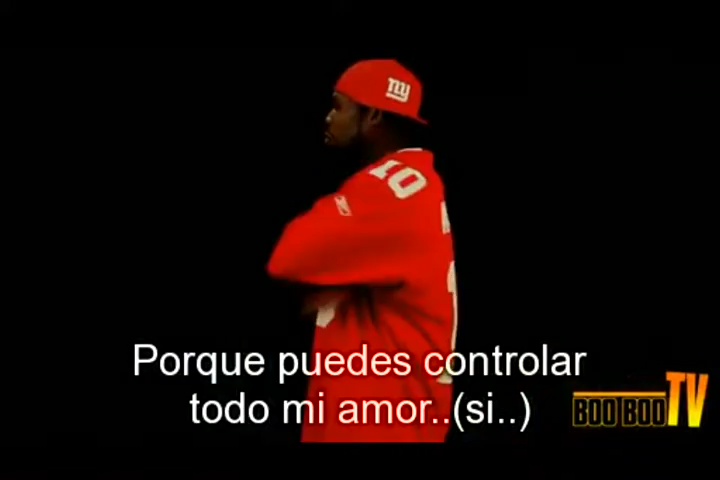 ny
10
Porque puedes controlar
todo mi amor..(si..)
BOO BOO TV